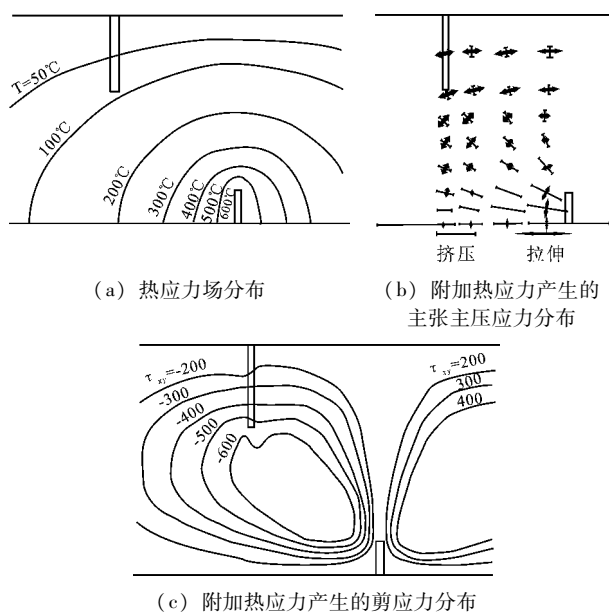 T=50℃
100℃
200℃
300℃
400℃
500℃
600℃
(a) 热应力场分布
挤压
拉伸
(b) 附加热应力产生的
主张主压应力分布
τxy=-200
-300
-400
-500
-600
τxy=200
300
400
(c) 附加热应力产生的剪应力分布